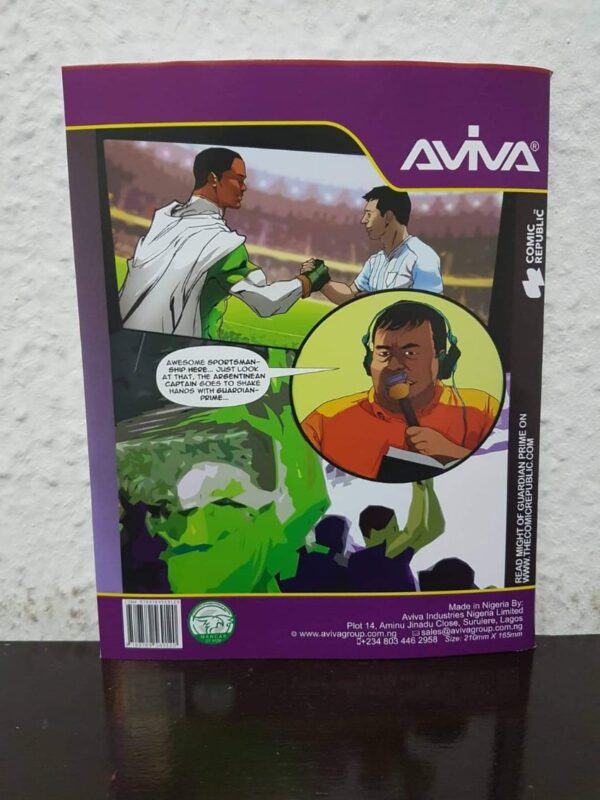 AVIVA®
COMIC
REPUBLIC™
AWESOME SPORTSMAN-
SHIP HERE... JUST LOOK
AT THAT, THE ARGENTINEAN
CAPTAIN GOES TO SHAKE
HANDS WITH GUARDIAN-
PRIME...
READ MIGHT OF GUARDIAN PRIME ON
WWW.THECOMICREPUBLIC.COM
MANCAP
Made in Nigeria By:
Aviva Industries Nigeria Limited
Plot 14, Aminu Jinadu Close, Surulere, Lagos
www.avivagroup.com.ng sales@avivagroup.com.ng
+234 803 446 2958 Size: 210mm X 165mm